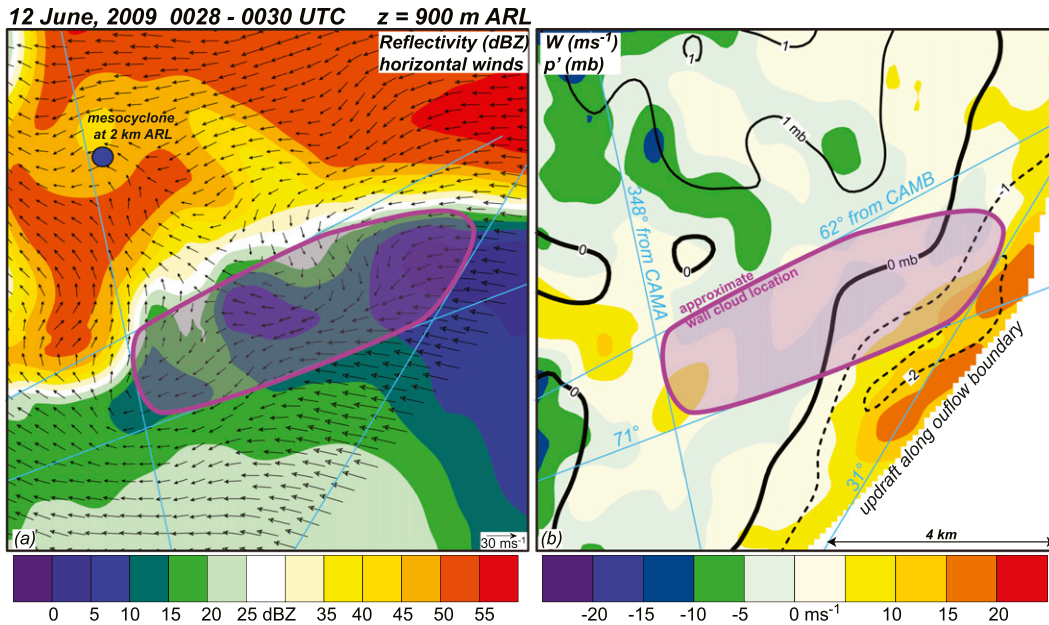 12 June, 2009 0028 - 0030 UTC z = 900 m ARL
Reflectivity (dBZ)
horizontal winds
mesocyclone
at 2 km ARL
(a)
30 ms-1
0 5 10 15 20 25 dBZ 35 40 45 50 55
W (ms-1)
p' (mb)
1
1
1 mb
-1
348° from CAMA
62° from CAMB
0
0
0 mb
approximate
wall cloud location
-2
0
71°
31°
updraft along ouflow boundary
(b)
4 km
-20 -15 -10 -5 0 ms-1 10 15 20